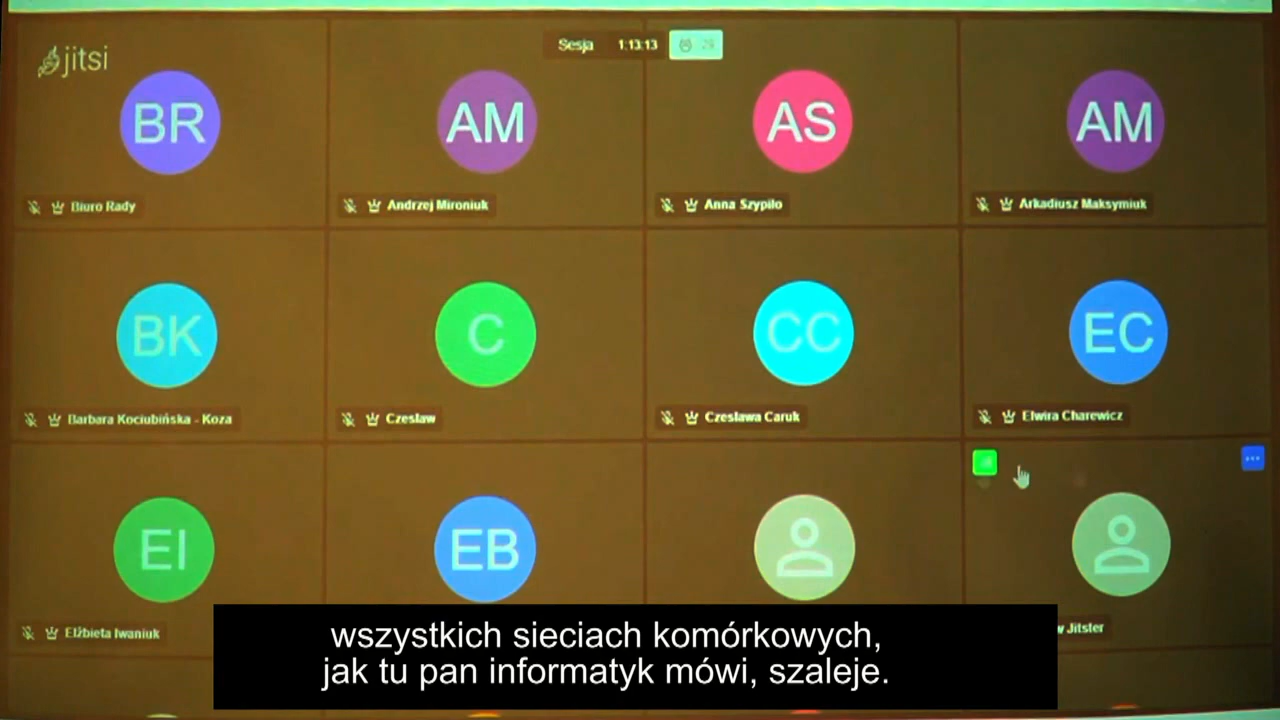 jitsi
Sesja 1:13:13
BR
AM
AS
AM
Biuro Rady
Andrzej Mironiuk
Anna Szypiło
Arkadiusz Maksymiuk
BK
C
CC
EC
Barbara Kociubińska - Koza
Czesław
Czesława Caruk
Elwira Charewicz
EI
EB
Elżbieta Iwaniuk
Jitster
wszystkich sieciach komórkowych,
jak tu pan informatyk mówi, szaleje.